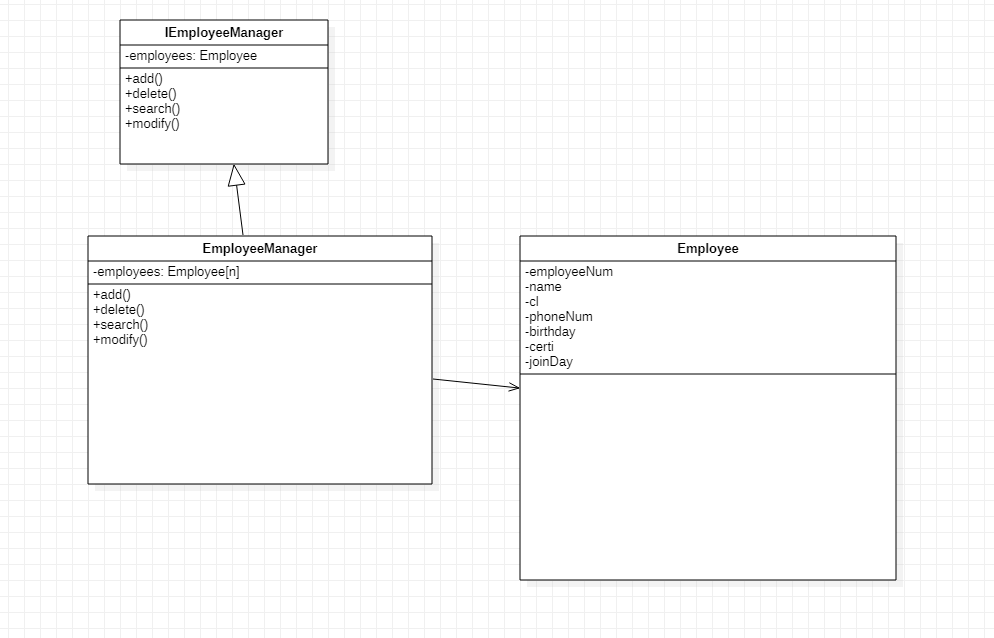 IEmployeeManager
-employees: Employee
+add()
+delete()
+search()
+modify()
EmployeeManager
-employees: Employee[n]
+add()
+delete()
+search()
+modify()
Employee
-employeeNum
-name
-cl
-phoneNum
-birthday
-certi
-joinDay